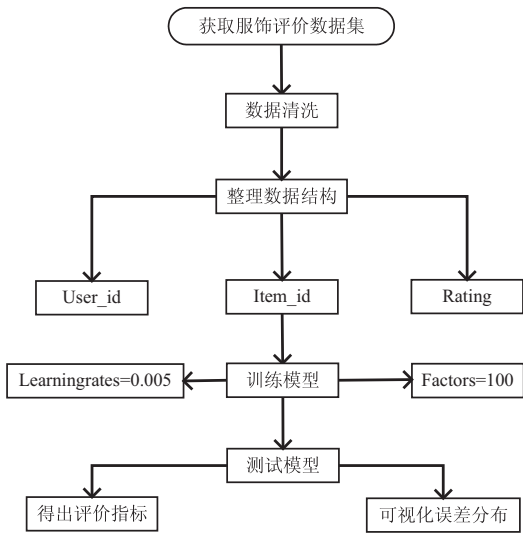 获取服饰评价数据集
数据清洗
整理数据结构
User_id
Item_id
Rating
Learningrates=0.005
训练模型
Factors=100
测试模型
得出评价指标
可视化误差分布